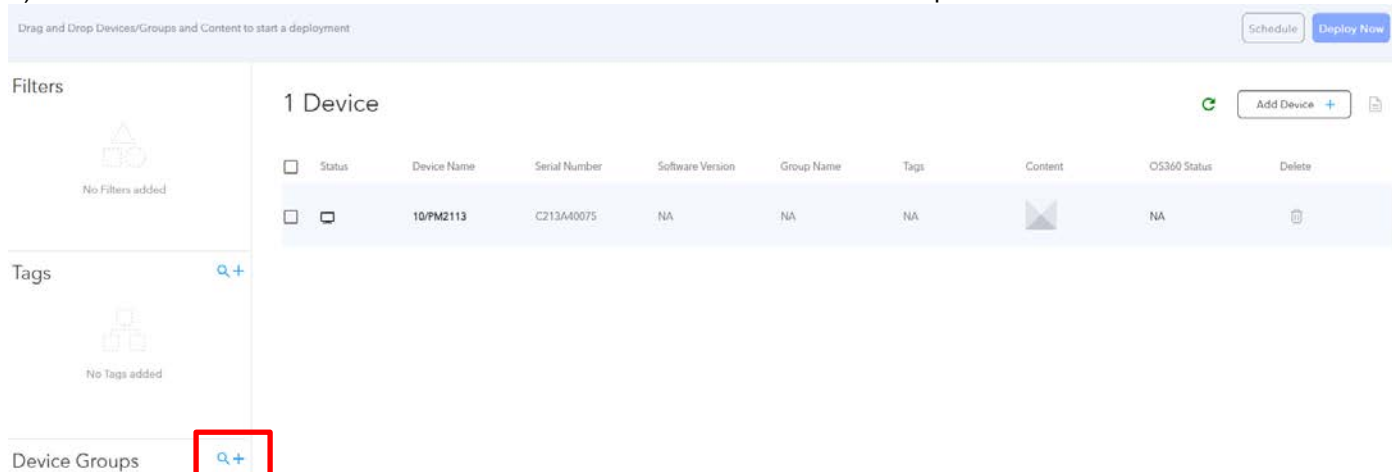 Drag and Drop Devices/Groups and Content to start a deployment
Schedule
Deploy Now
Filters
No Filters added
1 Device
Add Device +
Status Device Name Serial Number Software Version Group Name Tags Content OS360 Status Delete
10/PM2113 C213A40075 NA NA NA NA
Tags
No Tags added
Device Groups